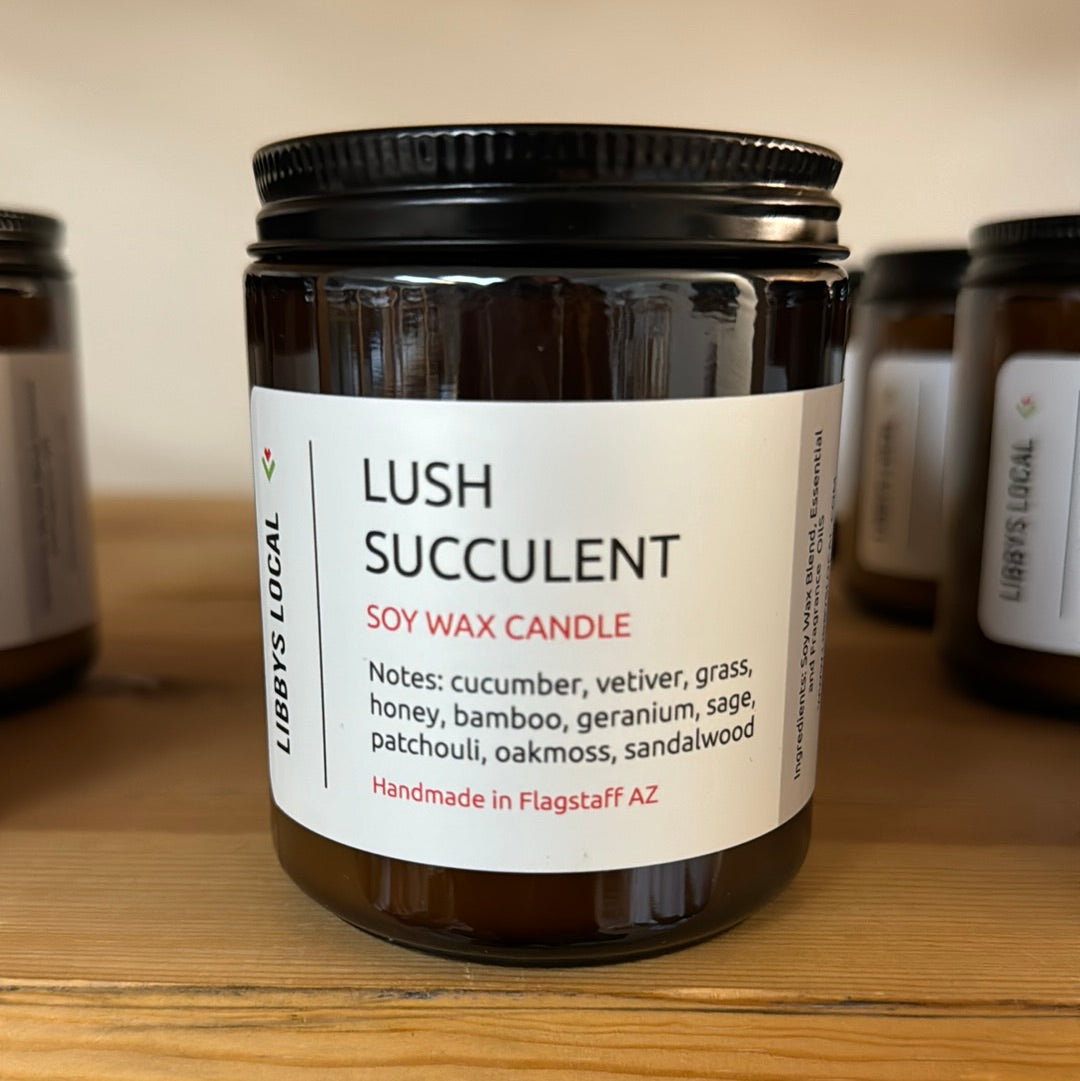 LIBBYS LOCAL
LUSH
SUCCULENT
SOY WAX CANDLE
Notes: cucumber, vetiver, grass,
honey, bamboo, geranium, sage,
patchouli, oakmoss, sandalwood
Handmade in Flagstaff AZ
Ingredients: Soy Wax Blend, Essential
and Fragrance Oils
LIBBYS LOCAL